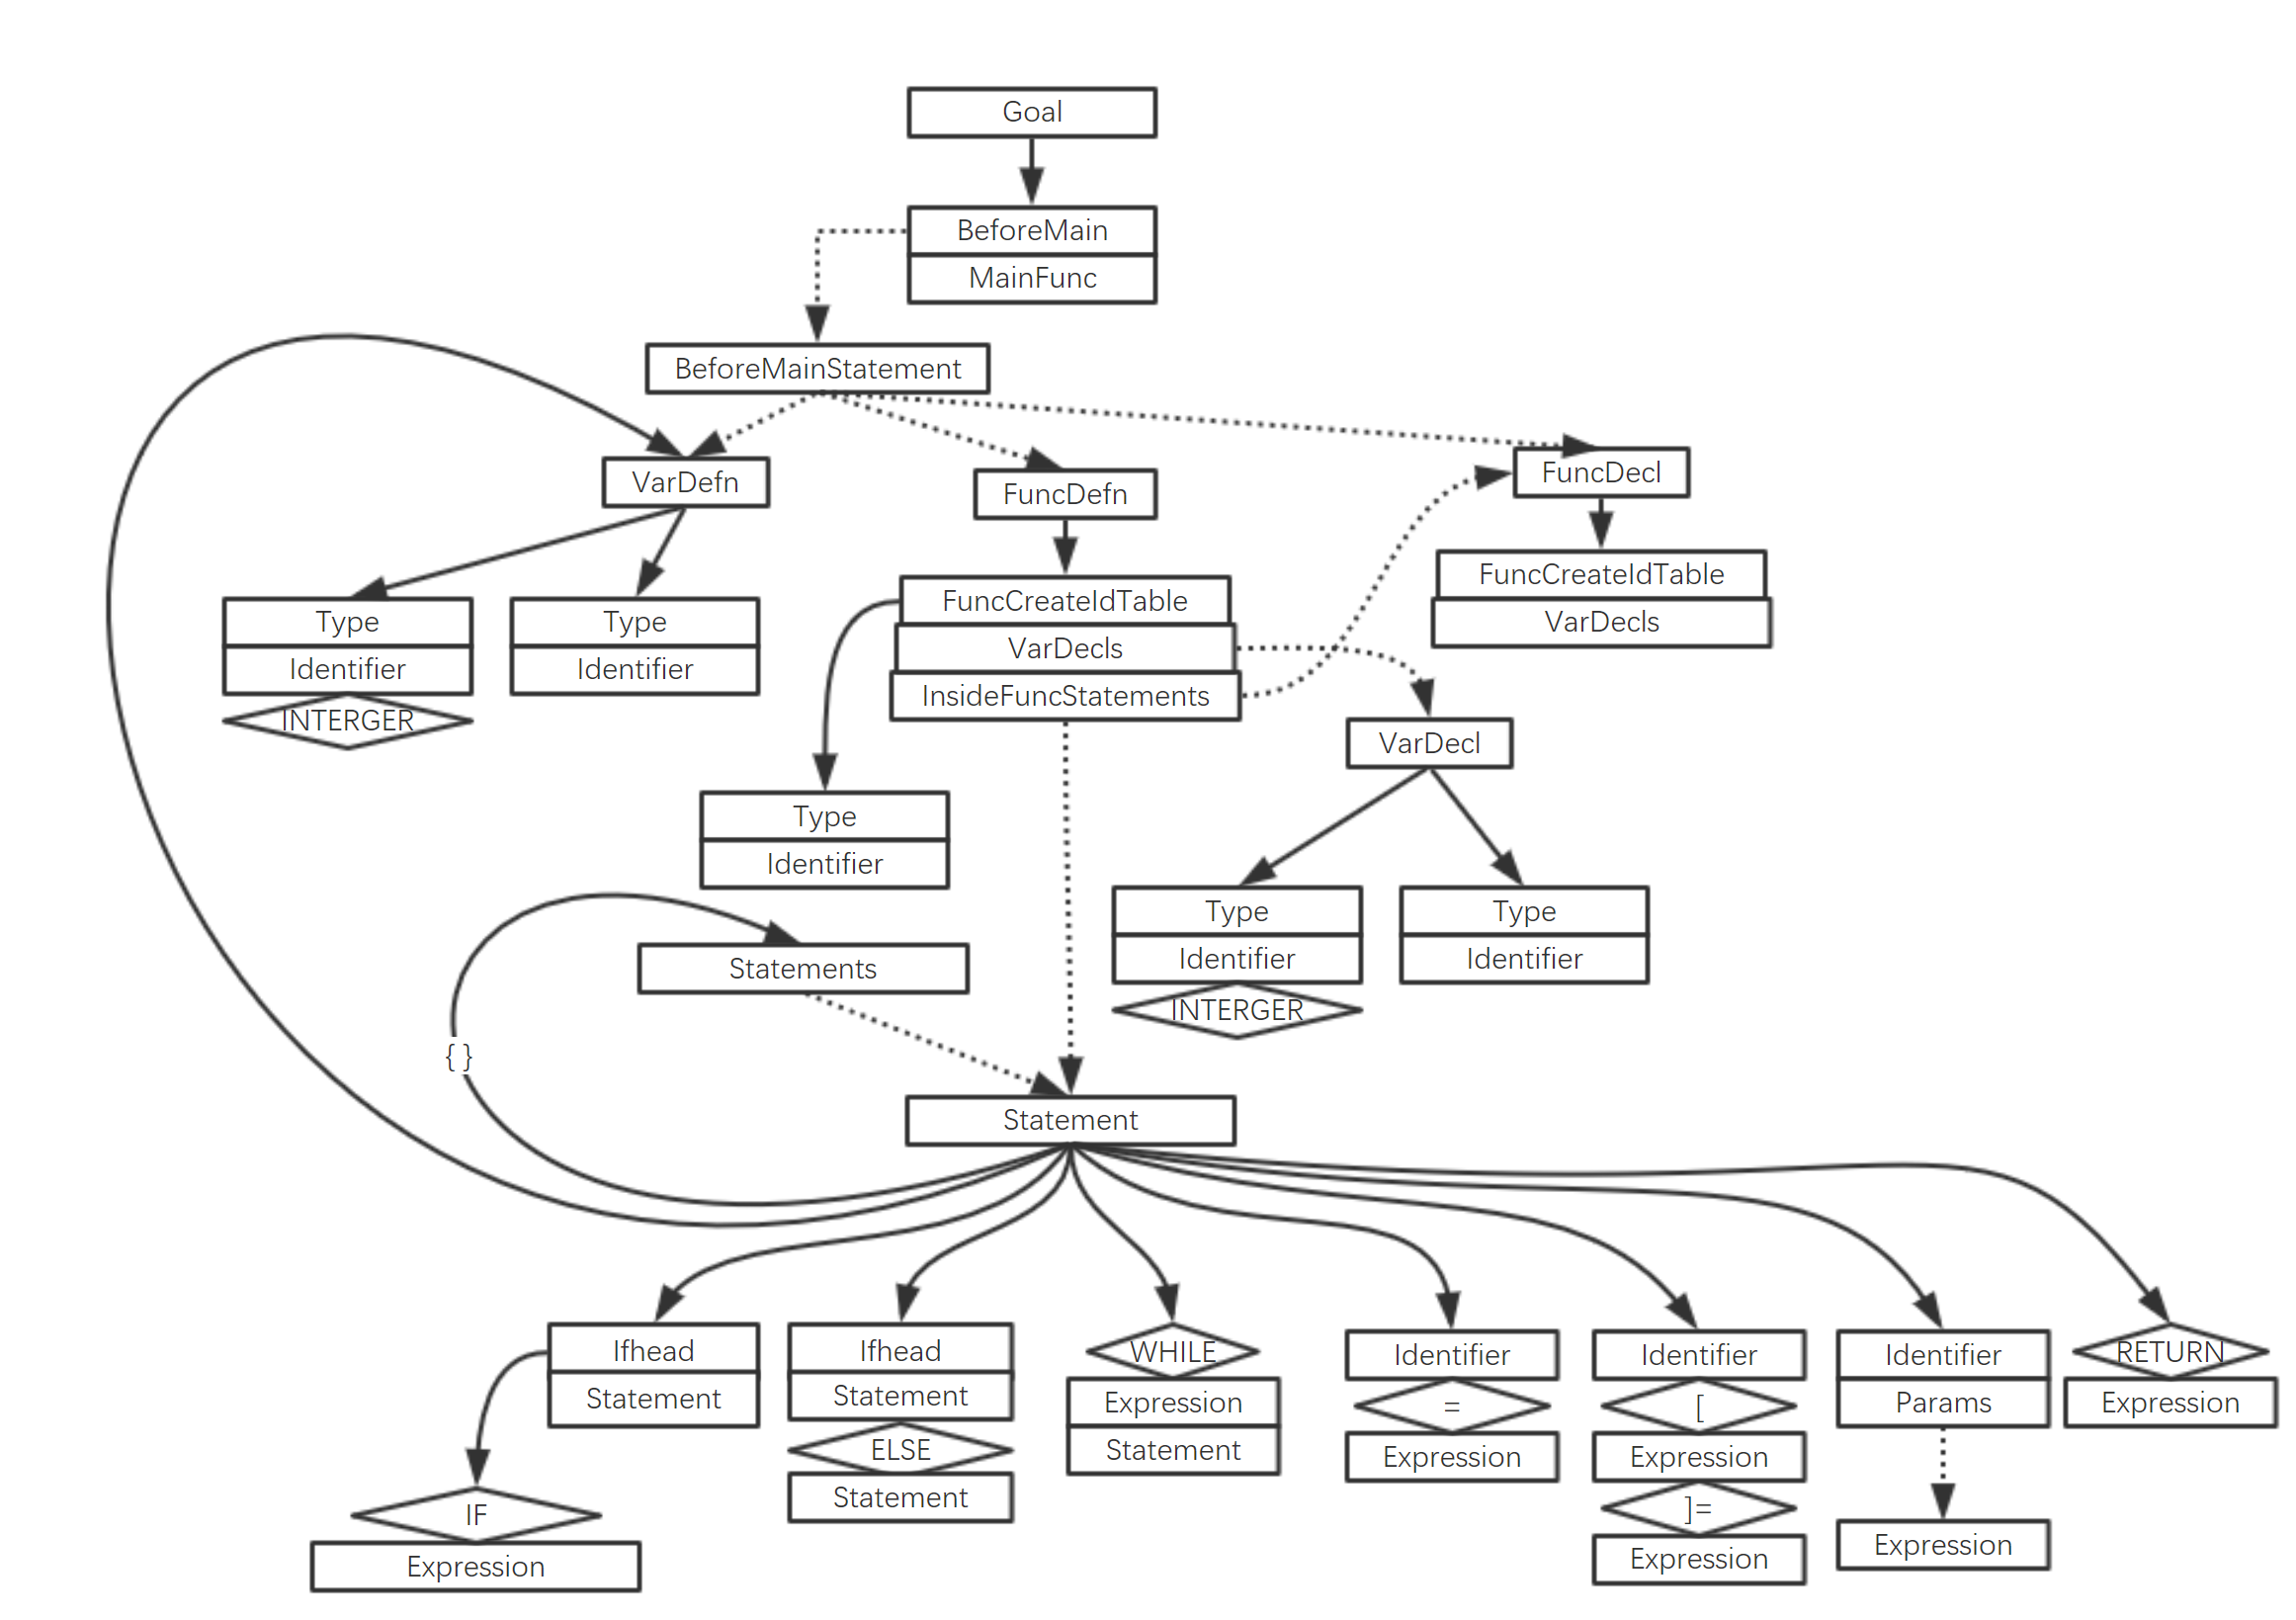 Goal
BeforeMain
MainFunc
BeforeMainStatement
VarDefn
FuncDefn
FuncDecl
Type
Identifier
INTERGER
Type
Identifier
FuncCreateIdTable
VarDecls
InsideFuncStatements
FuncCreateIdTable
VarDecls
VarDecl
Type
Identifier
Type
Identifier
INTERGER
Type
Identifier
Statements
{ }
Statement
Ifhead
Statement
IF
Expression
Ifhead
Statement
ELSE
Statement
WHILE
Expression
Statement
Identifier
=
Expression
Identifier
[
Expression
]=
Expression
Identifier
Params
Expression
RETURN
Expression